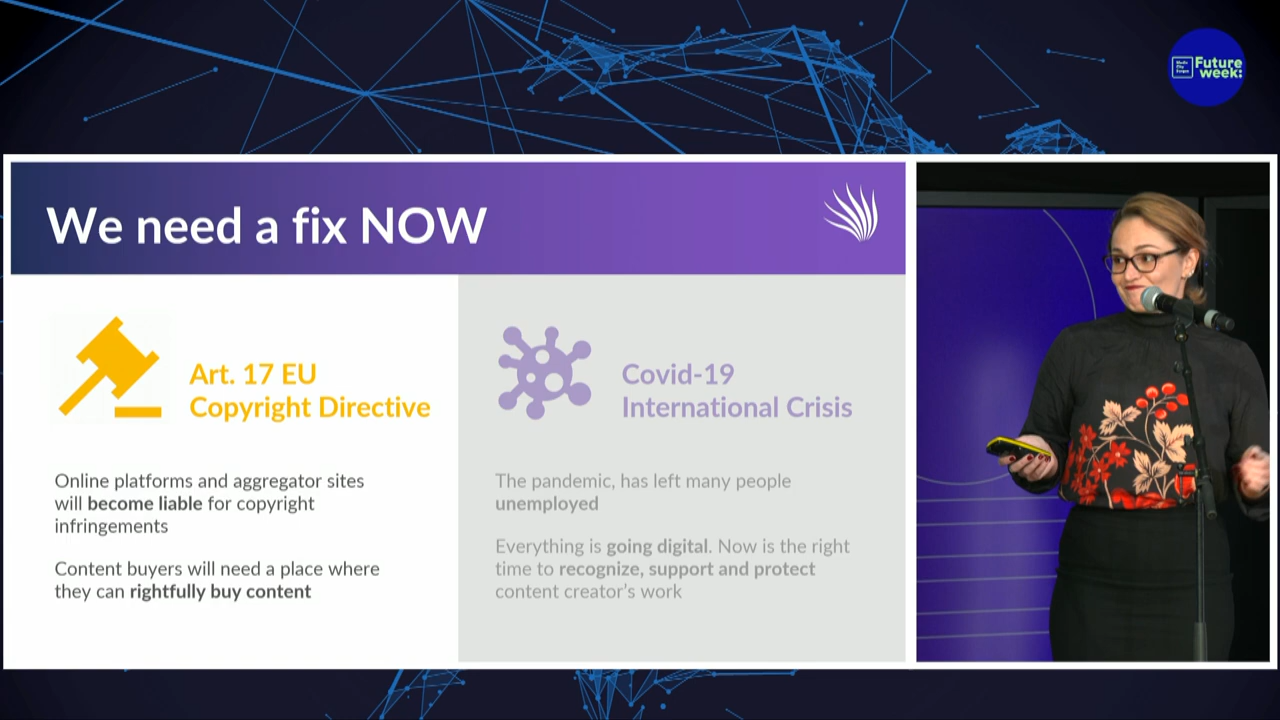 Media
City
Bergen
Future
week:
We need a fix NOW
Art. 17 EU
Copyright Directive
Online platforms and aggregator sites
will become liable for copyright
infringements
Content buyers will need a place where
they can rightfully buy content
Covid-19
International Crisis
The pandemic, has left many people
unemployed
Everything is going digital. Now is the right
time to recognize, support and protect
content creator's work